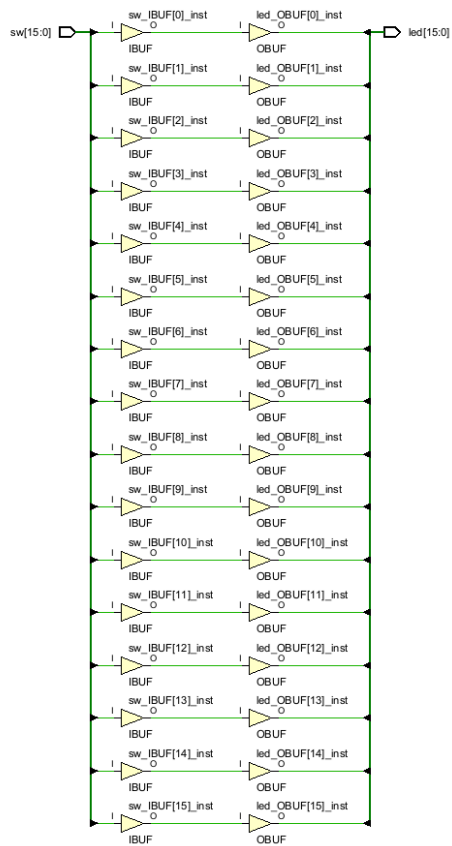 sw_IBUF[0]_inst led_OBUF[0]_inst
sw[15:0] I O I O led[15:0]
IBUF OBUF
sw_IBUF[1]_inst led_OBUF[1]_inst
I O I O
IBUF OBUF
sw_IBUF[2]_inst led_OBUF[2]_inst
I O I O
IBUF OBUF
sw_IBUF[3]_inst led_OBUF[3]_inst
I O I O
IBUF OBUF
sw_IBUF[4]_inst led_OBUF[4]_inst
I O I O
IBUF OBUF
sw_IBUF[5]_inst led_OBUF[5]_inst
I O I O
IBUF OBUF
sw_IBUF[6]_inst led_OBUF[6]_inst
I O I O
IBUF OBUF
sw_IBUF[7]_inst led_OBUF[7]_inst
I O I O
IBUF OBUF
sw_IBUF[8]_inst led_OBUF[8]_inst
I O I O
IBUF OBUF
sw_IBUF[9]_inst led_OBUF[9]_inst
I O I O
IBUF OBUF
sw_IBUF[10]_inst led_OBUF[10]_inst
I O I O
IBUF OBUF
sw_IBUF[11]_inst led_OBUF[11]_inst
I O I O
IBUF OBUF
sw_IBUF[12]_inst led_OBUF[12]_inst
I O I O
IBUF OBUF
sw_IBUF[13]_inst led_OBUF[13]_inst
I O I O
IBUF OBUF
sw_IBUF[14]_inst led_OBUF[14]_inst
I O I O
IBUF OBUF
sw_IBUF[15]_inst led_OBUF[15]_inst
I O I O
IBUF OBUF